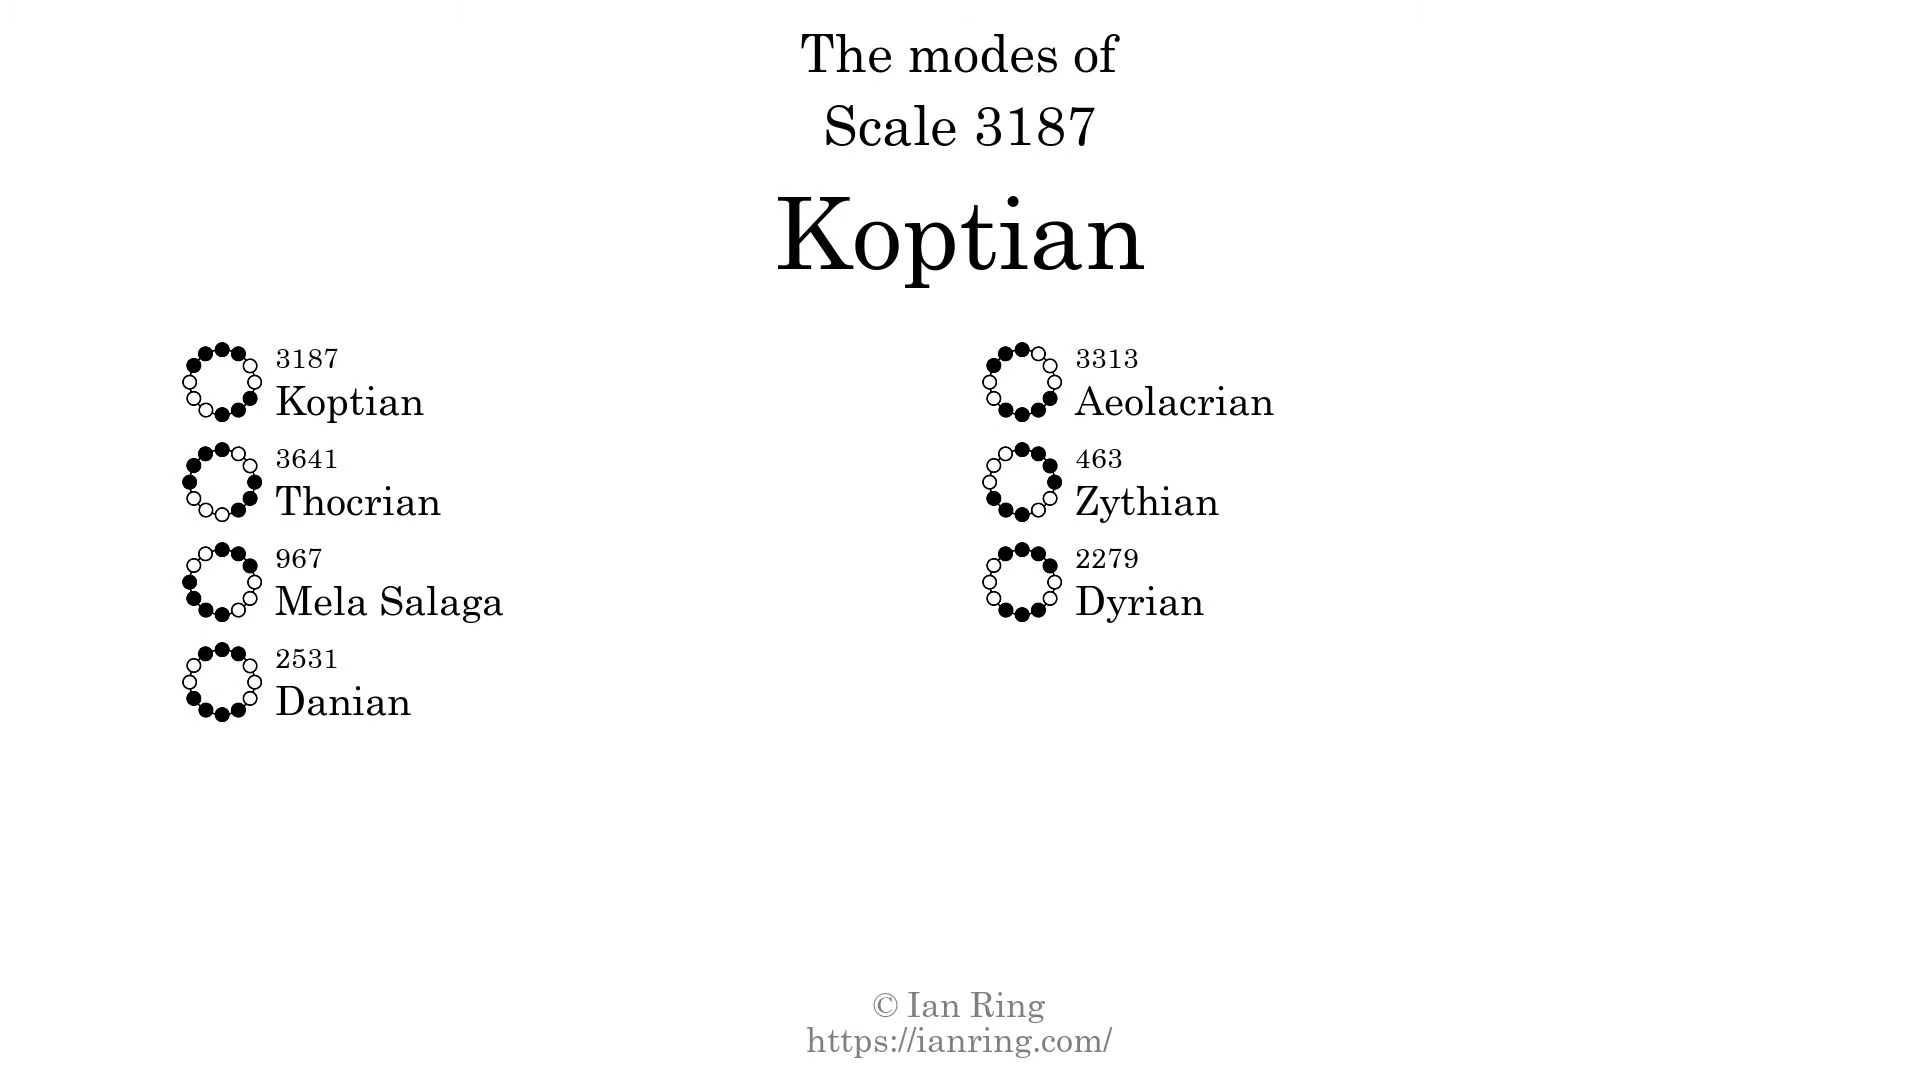 The modes of
Scale 3187
Koptian
3187
Koptian
3641
Thocrian
967
Mela Salaga
2531
Danian
3313
Aeolacrian
463
Zythian
2279
Dyrian
© Ian Ring
https://ianring.com/